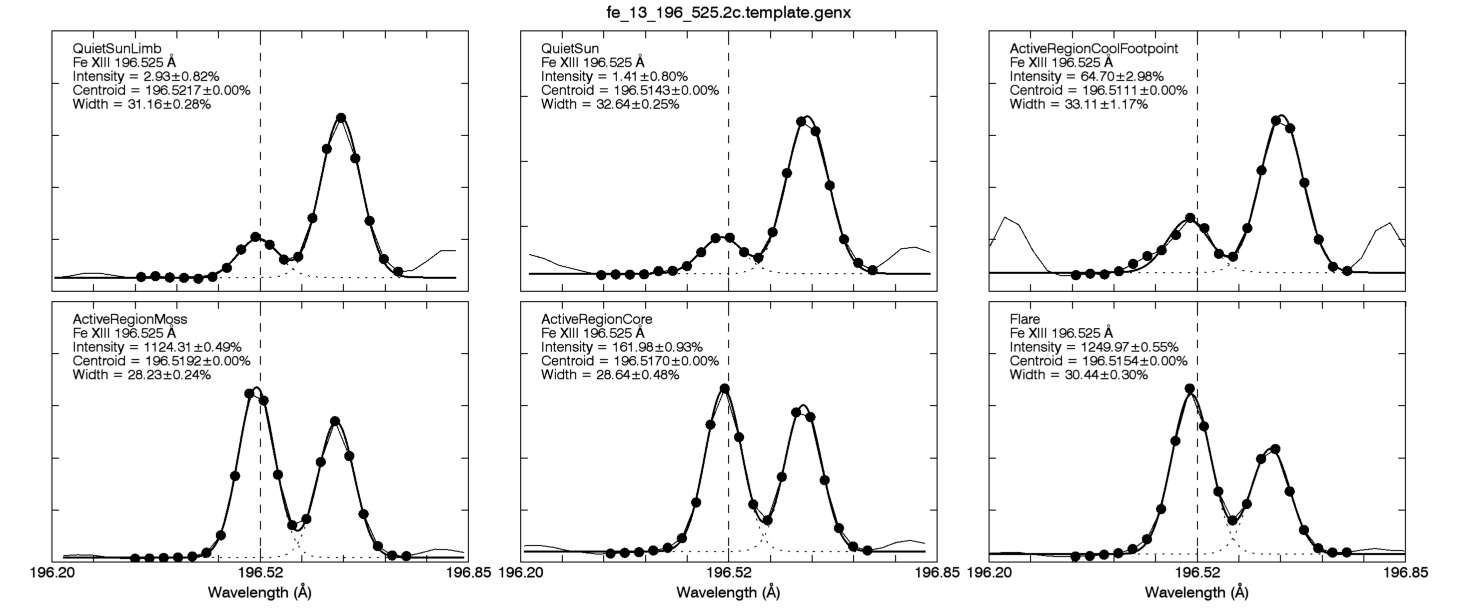 fe_13_196_525.2c.template.genx
QuietSunLimb
Fe XIII 196.525 Å
Intensity = 2.93±0.82%
Centroid = 196.5217±0.00%
Width = 31.16±0.28%
QuietSun
Fe XIII 196.525 Å
Intensity = 1.41±0.80%
Centroid = 196.5143±0.00%
Width = 32.64±0.25%
ActiveRegionCoolFootpoint
Fe XIII 196.525 Å
Intensity = 64.70±2.98%
Centroid = 196.5111±0.00%
Width = 33.11±1.17%
ActiveRegionMoss
Fe XIII 196.525 Å
Intensity = 1124.31±0.49%
Centroid = 196.5192±0.00%
Width = 28.23±0.24%
ActiveRegionCore
Fe XIII 196.525 Å
Intensity = 161.98±0.93%
Centroid = 196.5170±0.00%
Width = 28.64±0.48%
Flare
Fe XIII 196.525 Å
Intensity = 1249.97±0.55%
Centroid = 196.5154±0.00%
Width = 30.44±0.30%
196.20 196.52 196.85 196.20 196.52 196.85 196.20 196.52 196.85
Wavelength (Å) Wavelength (Å) Wavelength (Å)